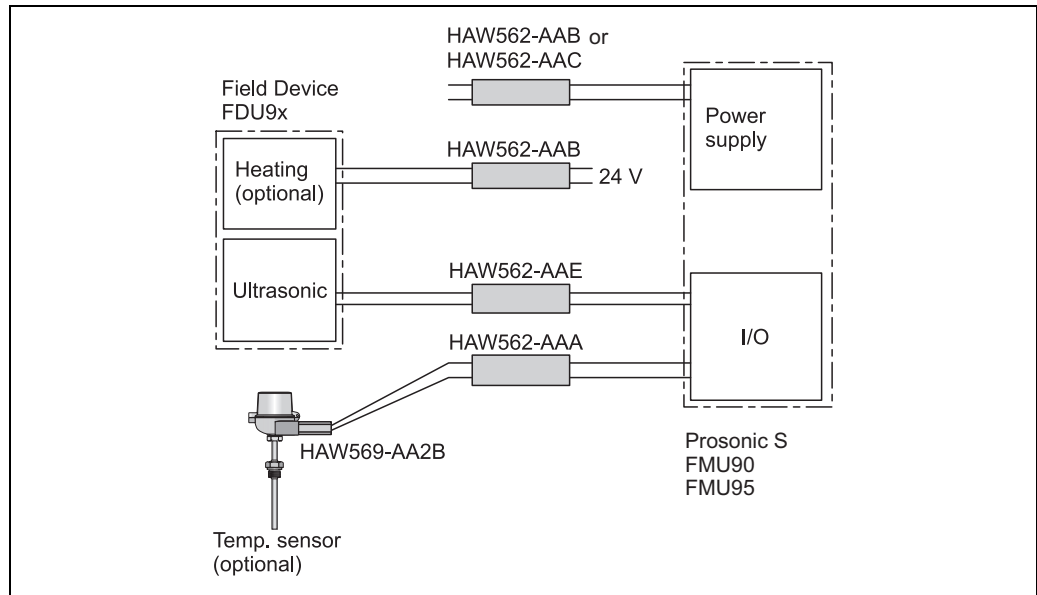 HAW562-AAB or
HAW562-AAC
Field Device
FDU9x
Power
supply
HAW562-AAB
Heating
(optional)
24 V
HAW562-AAE
Ultrasonic
HAW562-AAA
I/O
HAW569-AA2B
Prosonic S
FMU90
FMU95
Temp. sensor
(optional)